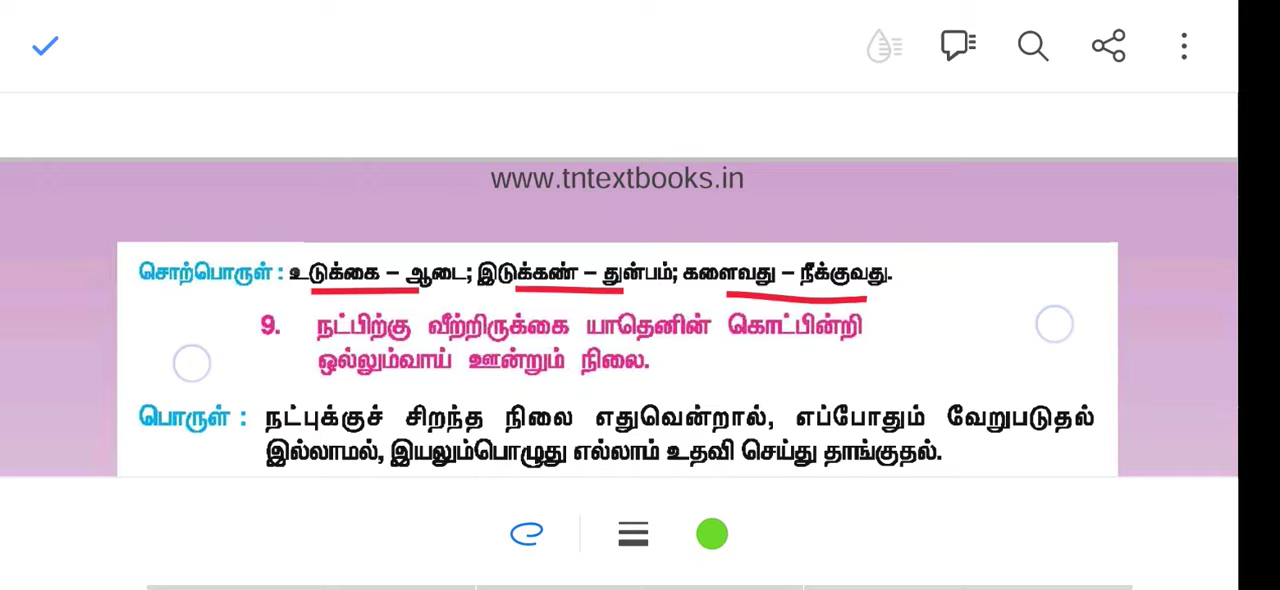 www.tntextbooks.in
சொற்பொருள் : உடுக்கை – ஆடை; இடுக்கண் – துன்பம்; களைவது – நீக்குவது.
9. நட்பிற்கு வீற்றிருக்கை யாதெனின் கொட்பின்றி
ஒல்லும்வாய் ஊன்றும் நிலை.
பொருள் : நட்புக்குச் சிறந்த நிலை எதுவென்றால், எப்போதும் வேறுபடுதல்
இல்லாமல், இயலும்பொழுது எல்லாம் உதவி செய்து தாங்குதல்.